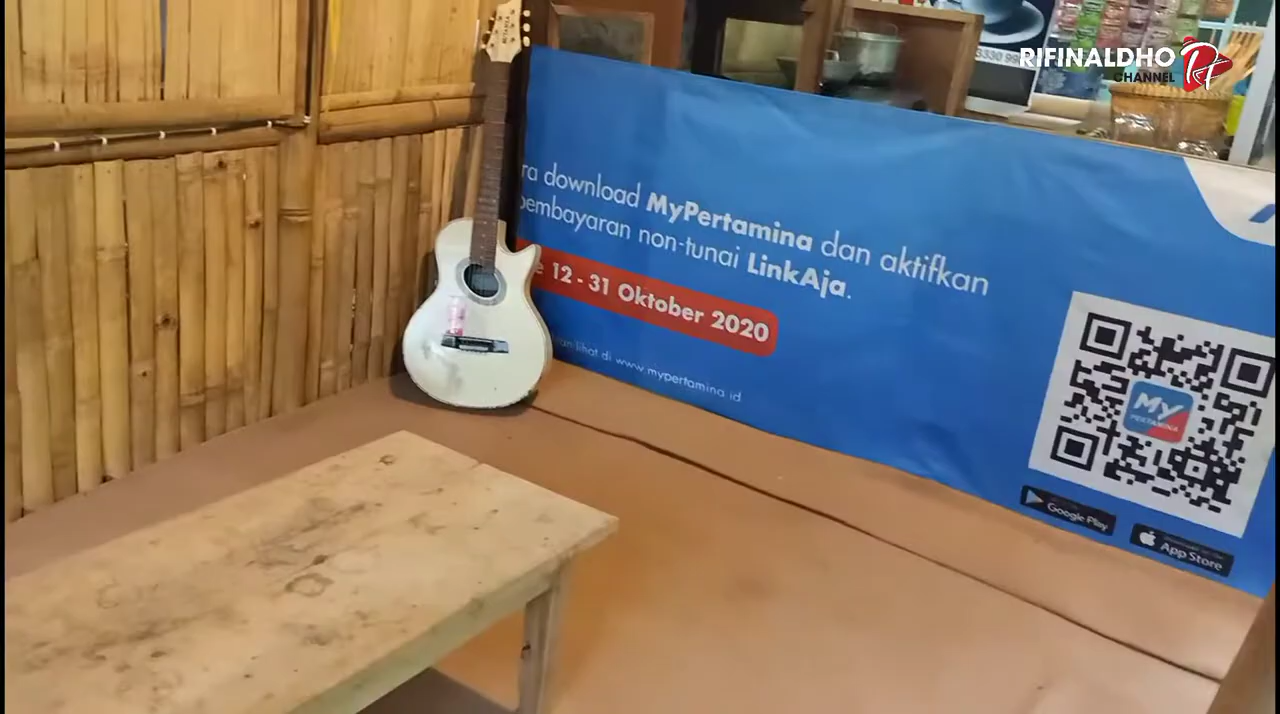 RIFINALDHO
CHANNEL
ra download MyPertamina dan aktifkan
pembayaran non-tunai LinkAja.
12 - 31 Oktober 2020
lihat di www.mypertamina.id
MY
PERTAMINA
Google Play
App Store